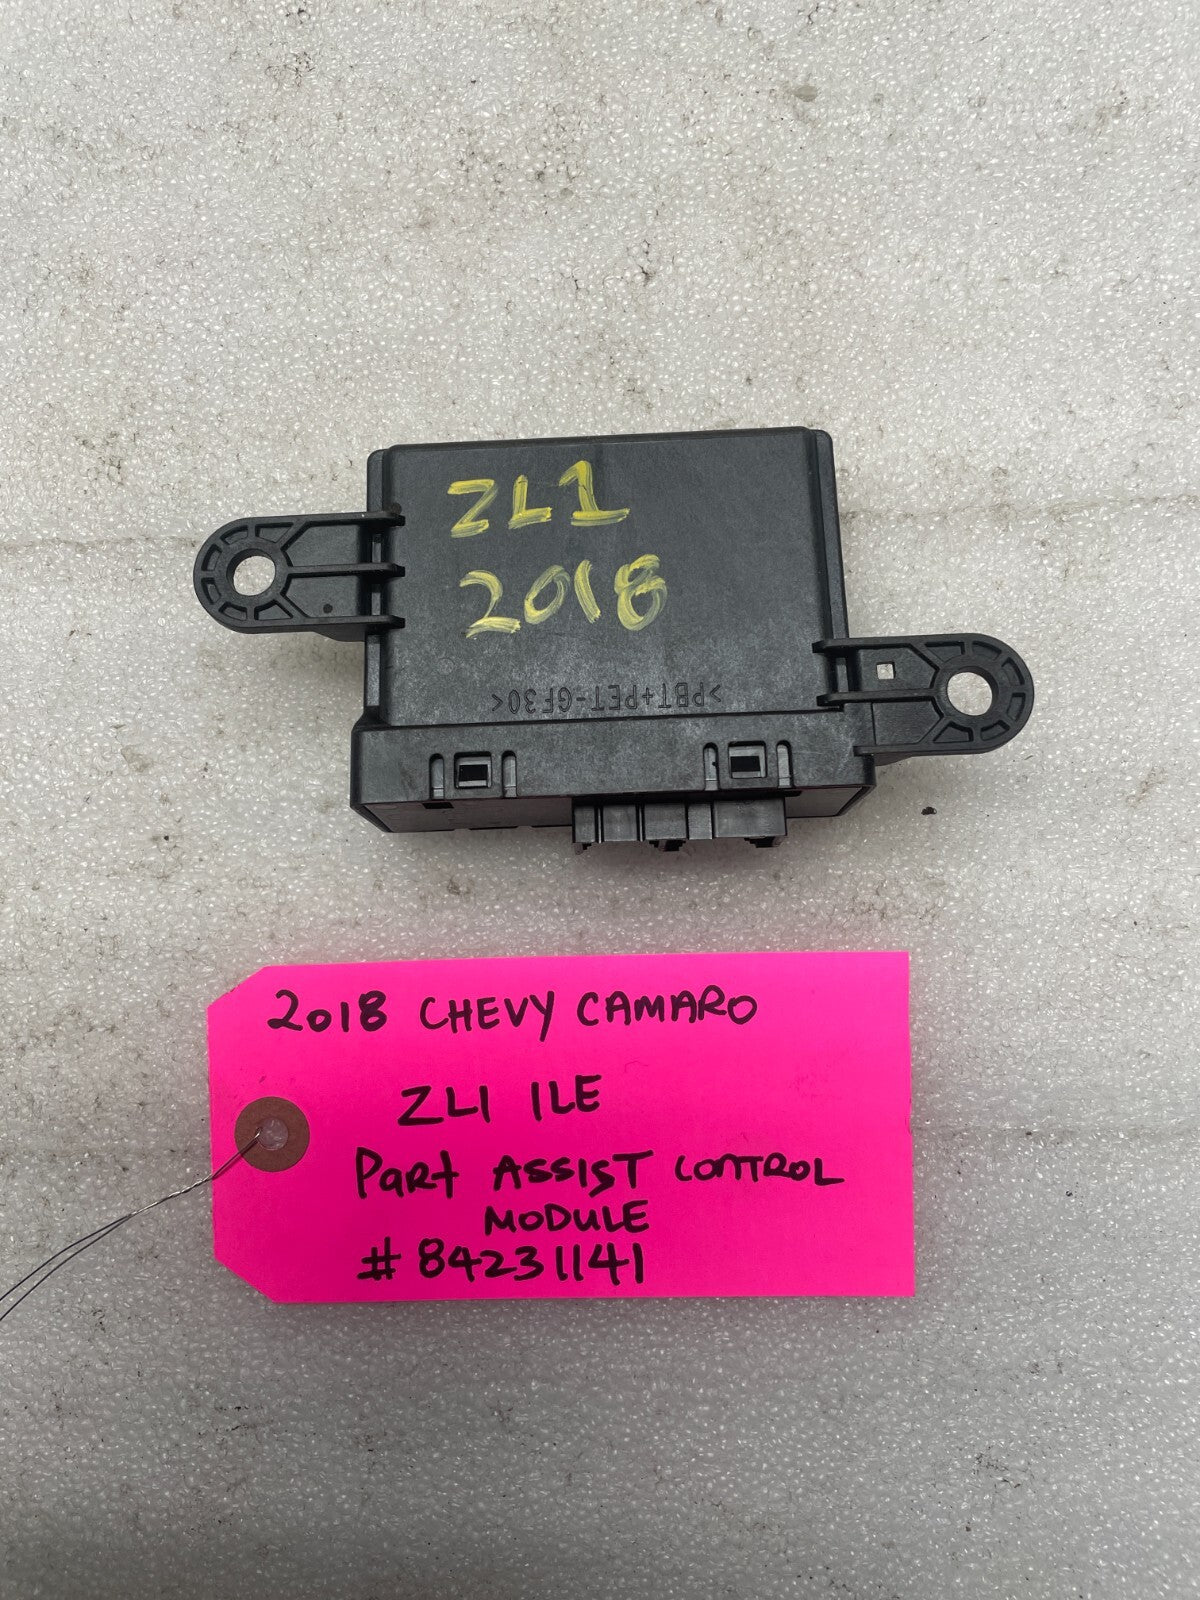 ZL1
2018
>PBT+PET-GF30<
2018 CHEVY CAMARO
ZL1 1LE
Part ASSIST CONTROL
MODULE
#84231141